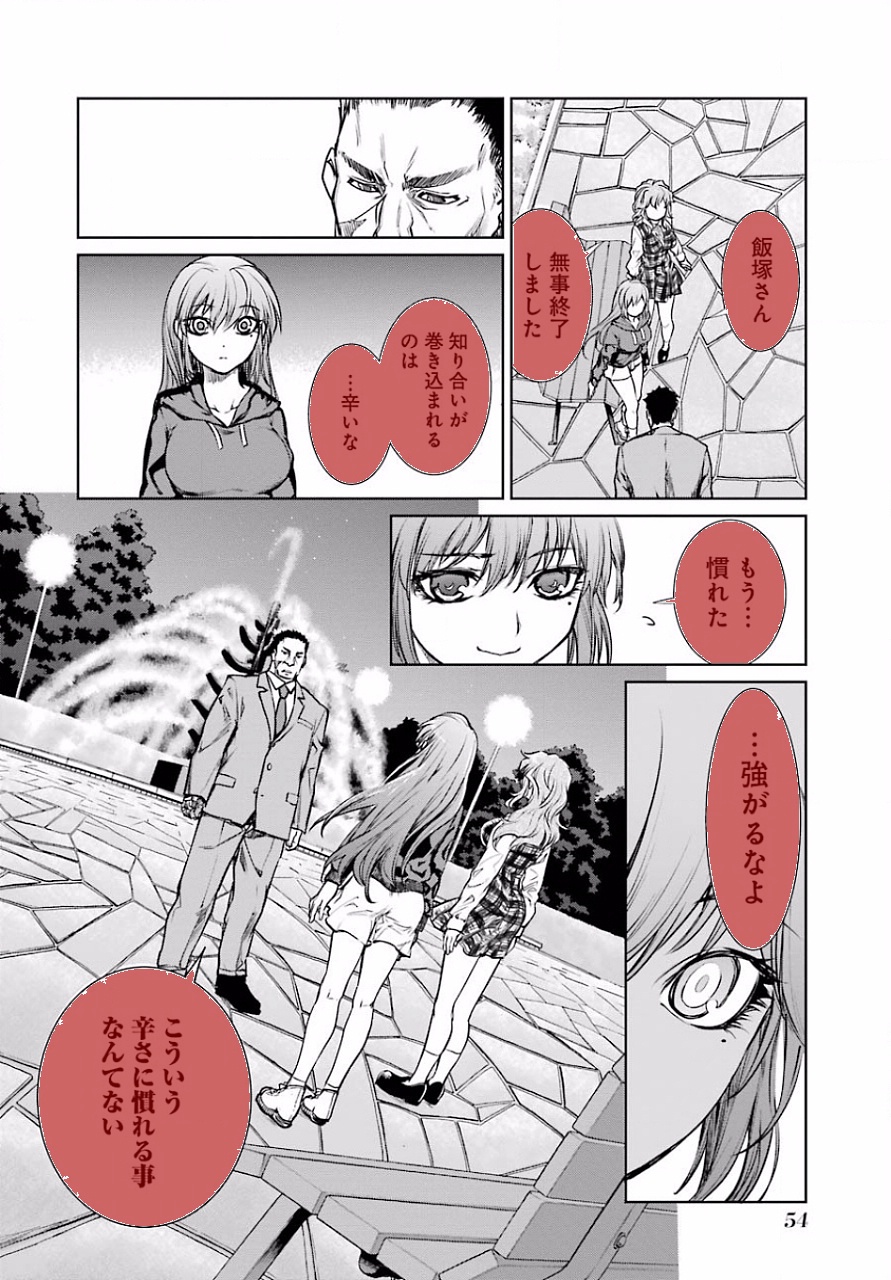 飯塚さん
無事終了
しました
知り合いが
巻き込まれる
のは
…辛いな
もう…
慣れた
…強がるなよ
こういう
辛さに慣れる事
なんてない
54